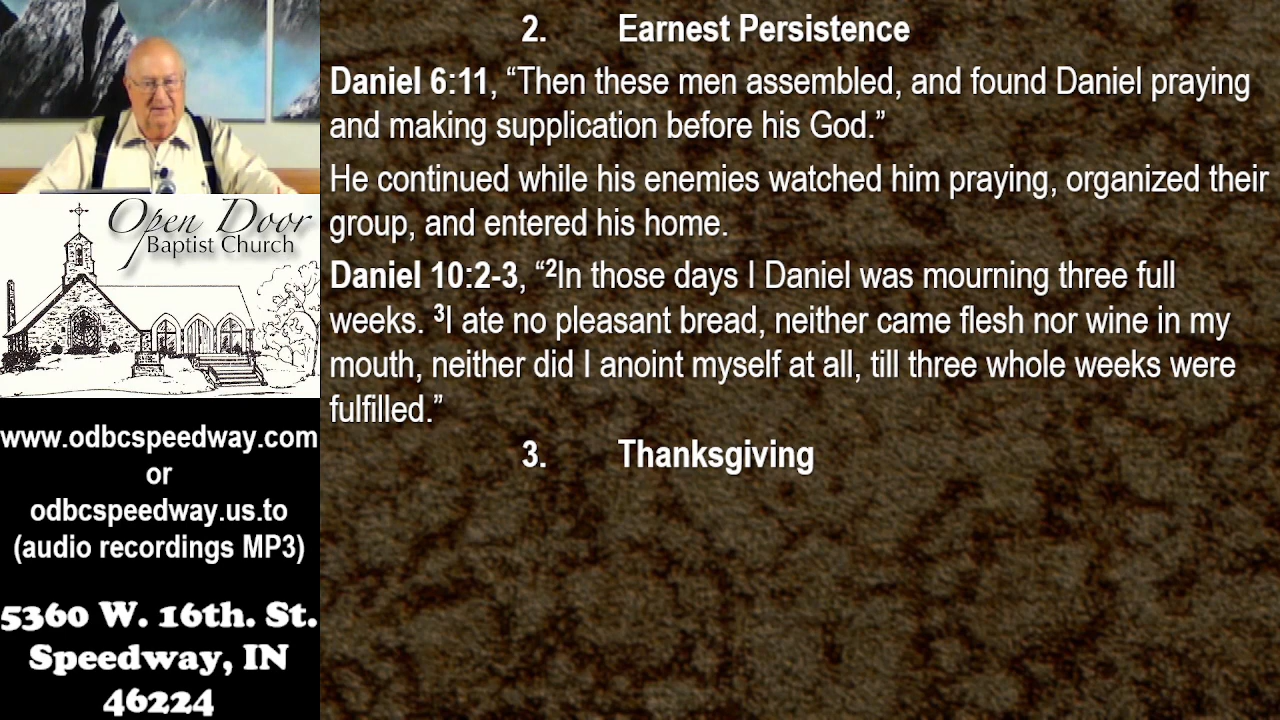 Open Door
Baptist Church
www.odbcspeedway.com
or
odbcspeedway.us.to
(audio recordings MP3)
5360 W. 16th. St.
Speedway, IN
46224
2. Earnest Persistence
Daniel 6:11, “Then these men assembled, and found Daniel praying
and making supplication before his God.”
He continued while his enemies watched him praying, organized their
group, and entered his home.
Daniel 10:2-3, “²In those days I Daniel was mourning three full
weeks. ³I ate no pleasant bread, neither came flesh nor wine in my
mouth, neither did I anoint myself at all, till three whole weeks were
fulfilled.”
3. Thanksgiving